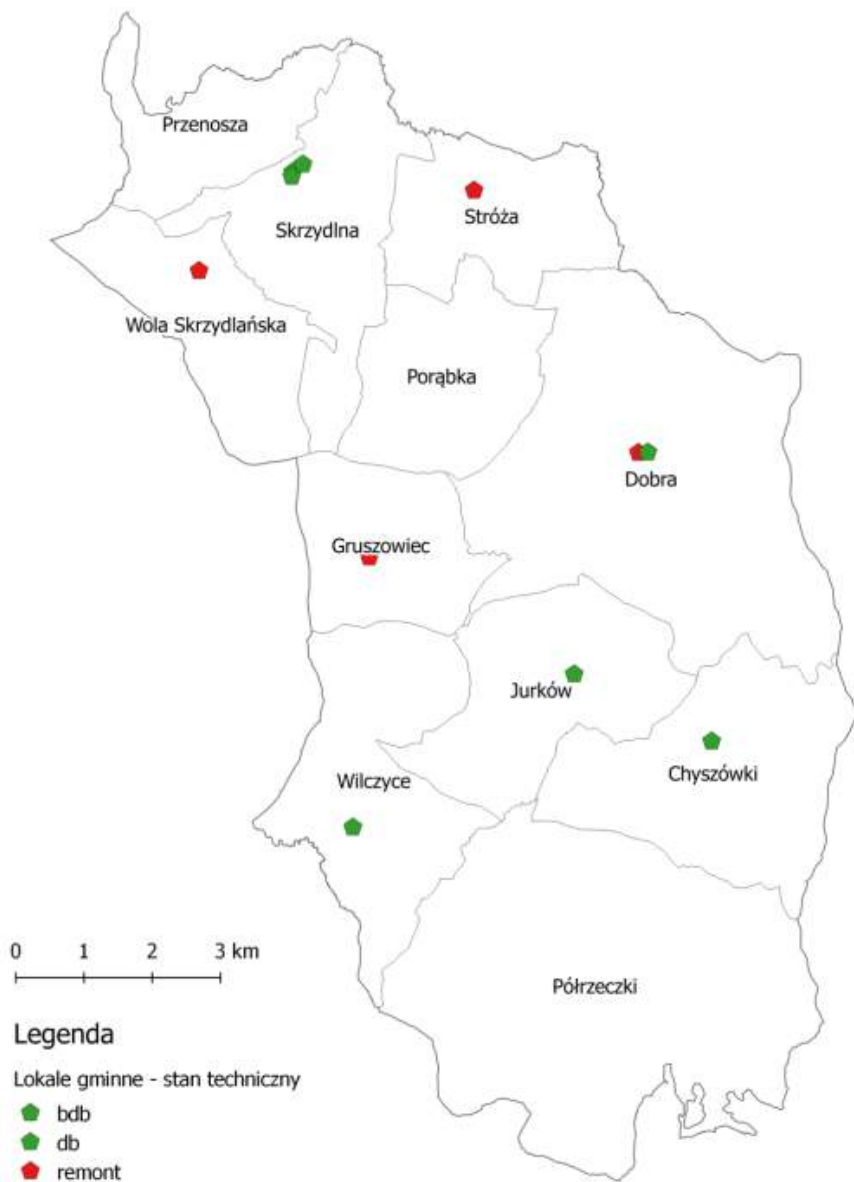 Przenosza
Skrzydlna
Stróża
Wola Skrzydlańska
Porąbka
Dobra
Gruszowiec
Jurków
Chyszówki
Wilczyce
Półrzeczki
0 1 2 3 km
Legenda
Lokale gminne - stan techniczny
bdb
db
remont